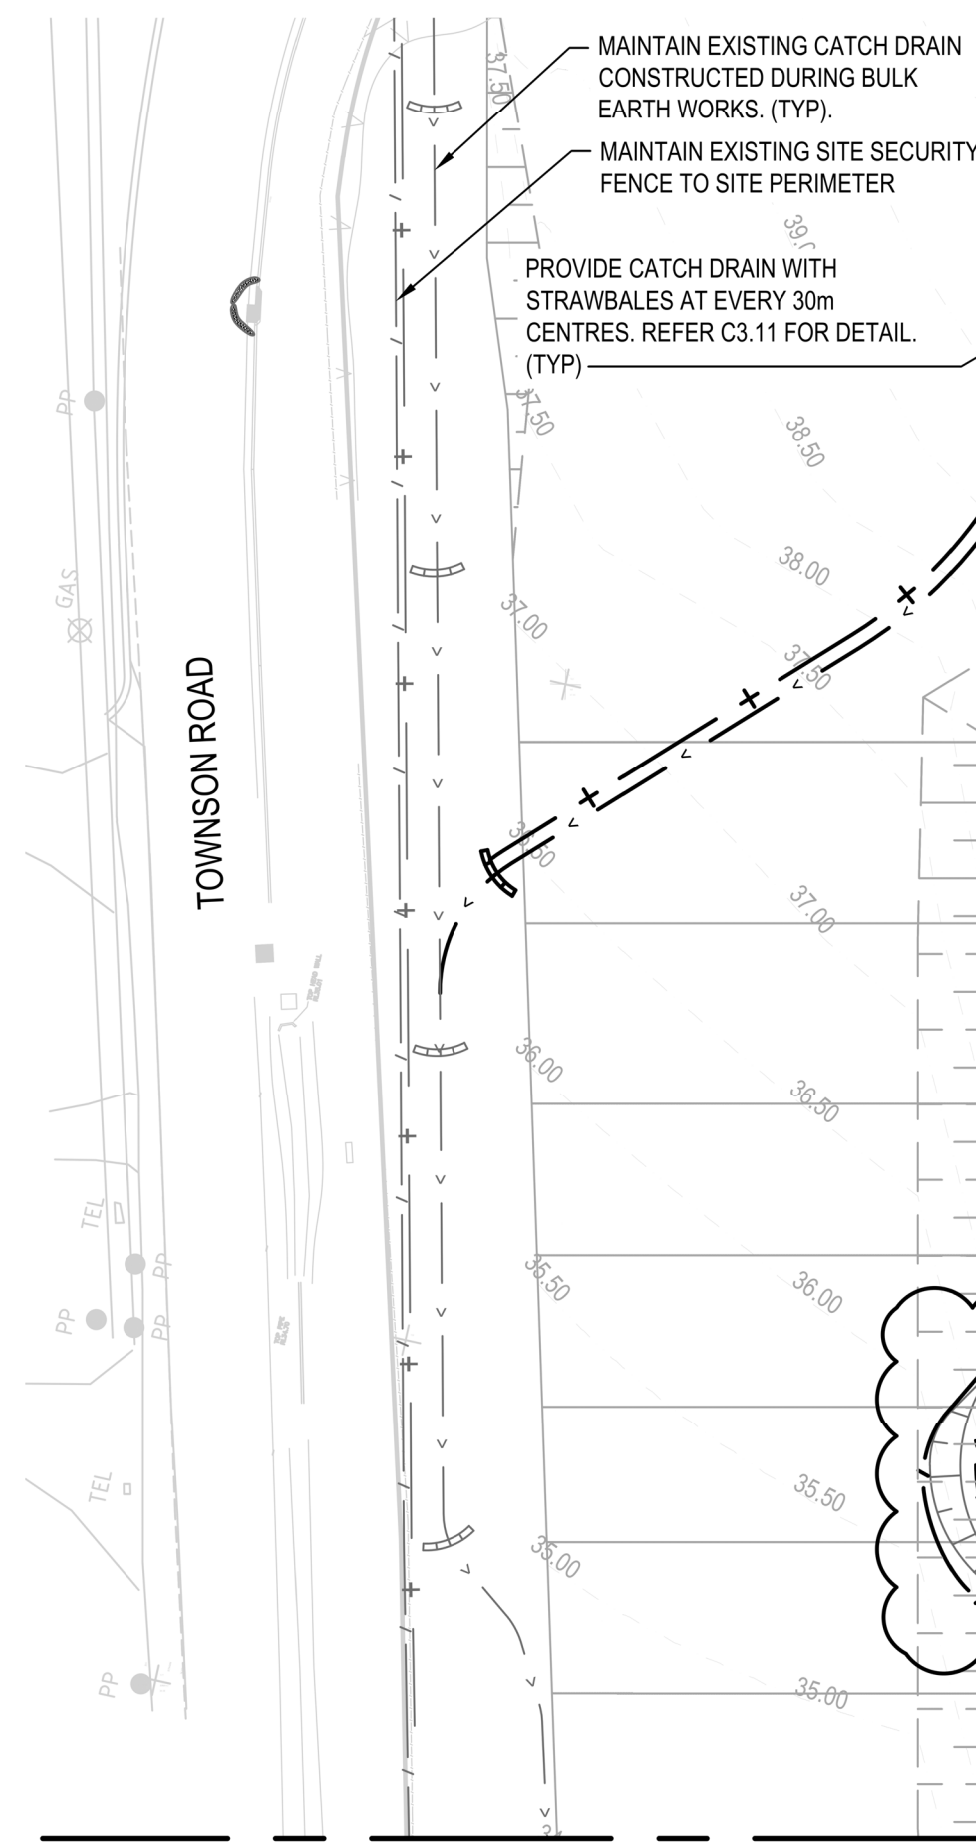 MAINTAIN EXISTING CATCH DRAIN
CONSTRUCTED DURING BULK
EARTH WORKS. (TYP).
MAINTAIN EXISTING SITE SECURITY
FENCE TO SITE PERIMETER
PROVIDE CATCH DRAIN WITH
STRAWBALES AT EVERY 30m
CENTRES. REFER C3.11 FOR DETAIL.
(TYP)
37.50
37.50
38.50
38.00
37.00
37.50
37.00
36.00
36.50
35.50
36.00
35.50
35.00
35.00
TOWNSON ROAD
PP
GAS
TEL
PP
PP
PP
TEL
PP